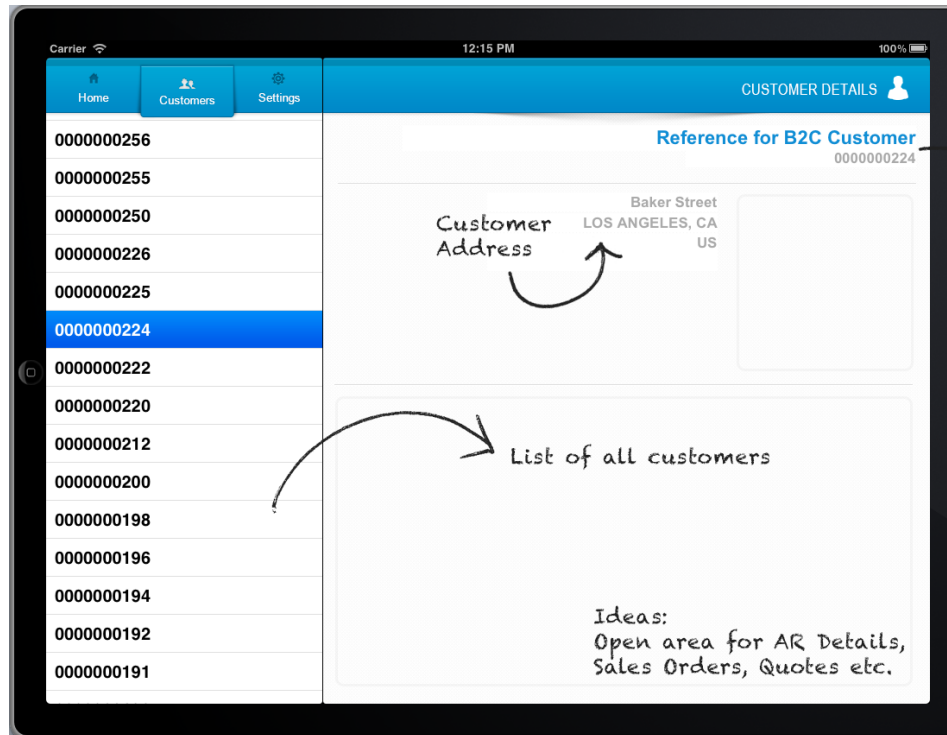 Carrier
12:15 PM
100%
Home
Customers
Settings
CUSTOMER DETAILS
0000000256
0000000255
0000000250
0000000226
0000000225
0000000224
0000000222
0000000220
0000000212
0000000200
0000000198
0000000196
0000000194
0000000192
0000000191
Reference for B2C Customer
0000000224
Baker Street
LOS ANGELES, CA
US
Customer
Address
List of all customers
Ideas:
Open area for AR Details,
Sales Orders, Quotes etc.